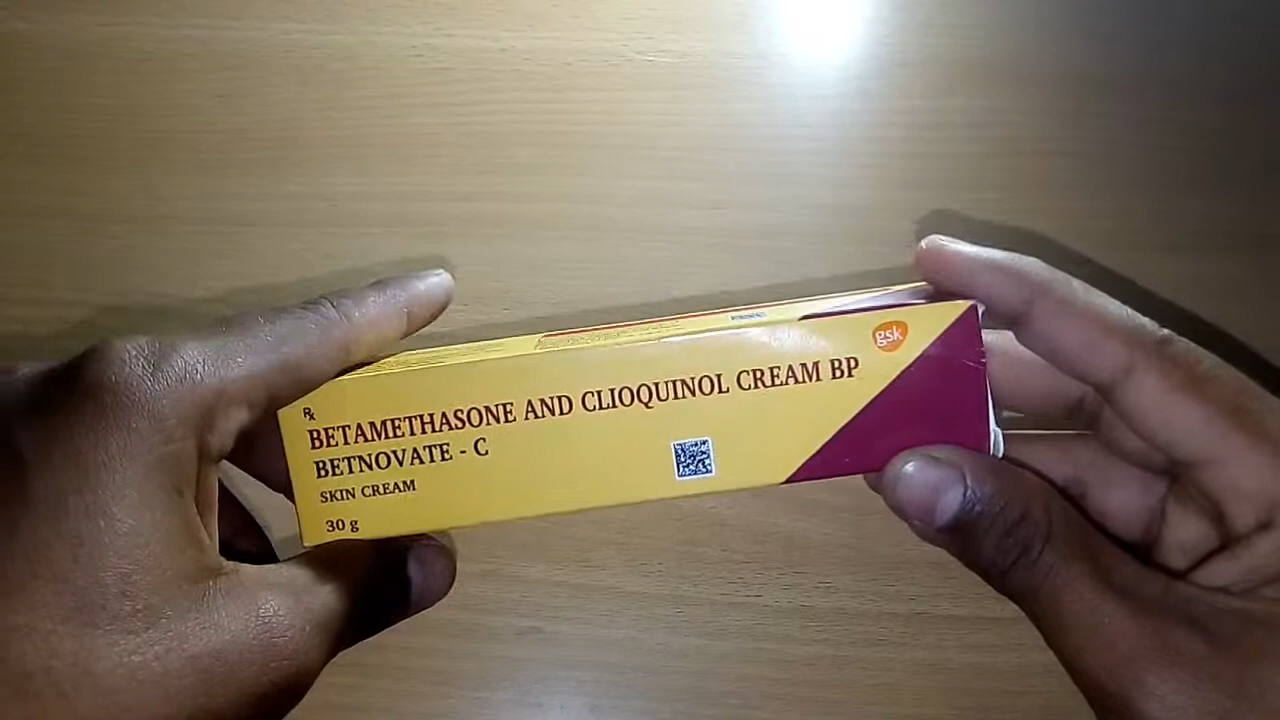 gsk
℞
BETAMETHASONE AND CLIOQUINOL CREAM BP
BETNOVATE - C
SKIN CREAM
30 g